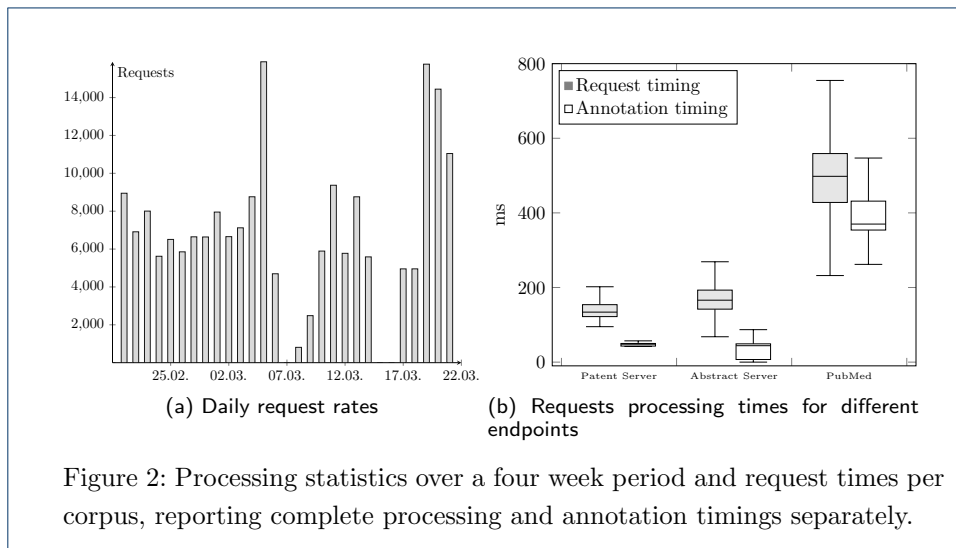 Requests
14,000
12,000
10,000
8,000
6,000
4,000
2,000
25.02. 02.03. 07.03. 12.03. 17.03. 22.03.
(a) Daily request rates
800
600
400
200
0
ms
Request timing
Annotation timing
Patent Server Abstract Server PubMed
(b) Requests processing times for different
endpoints
Figure 2: Processing statistics over a four week period and request times per
corpus, reporting complete processing and annotation timings separately.